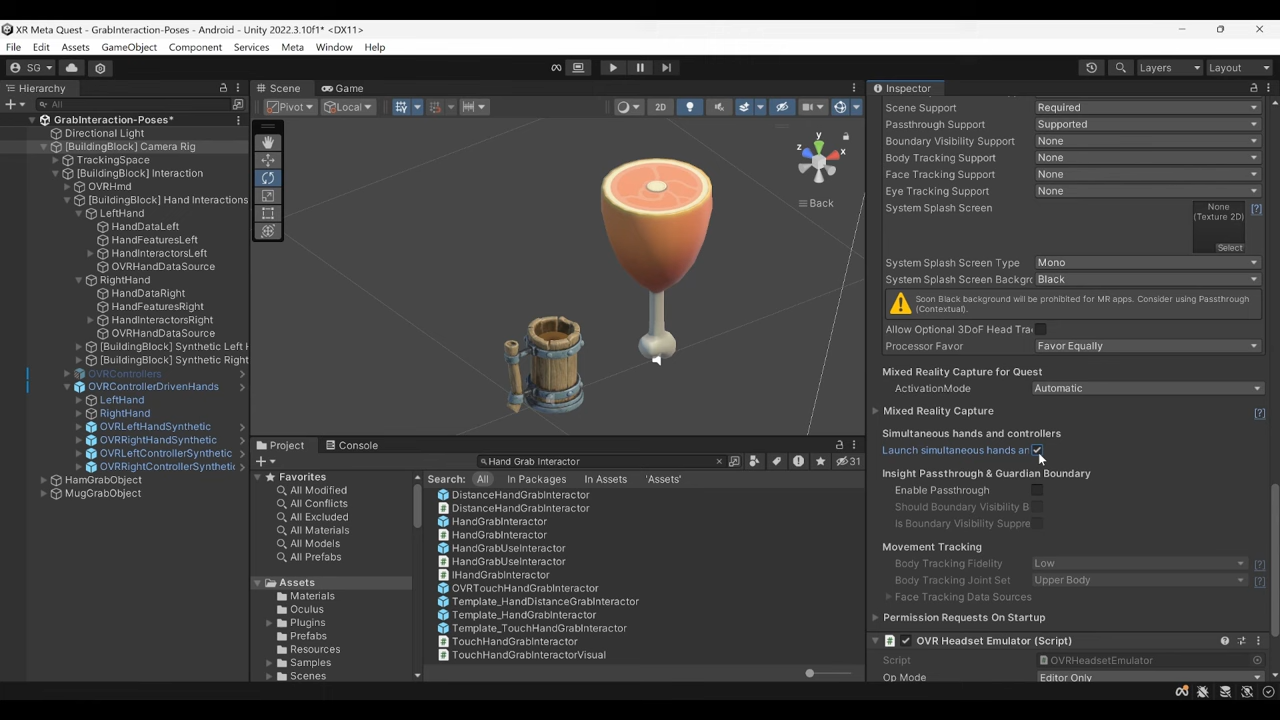 XR Meta Quest - GrabInteraction-Poses - Android - Unity 2022.3.10f1* <DX11>
File Edit Assets GameObject Component Services Meta Window Help
SG
Layers Layout
Hierarchy
All
GrabInteraction-Poses*
Directional Light
[BuildingBlock] Camera Rig
TrackingSpace
[BuildingBlock] Interaction
OVRHmd
[BuildingBlock] Hand Interactions
LeftHand
HandDataLeft
HandFeaturesLeft
HandInteractorsLeft
OVRHandDataSource
RightHand
HandDataRight
HandFeaturesRight
HandInteractorsRight
OVRHandDataSource
[BuildingBlock] Synthetic Left
[BuildingBlock] Synthetic Right
OVRControllers
OVRControllerDrivenHands
LeftHand
RightHand
OVRLeftHandSynthetic
OVRRightHandSynthetic
OVRLeftControllerSynthetic
OVRRightControllerSynthetic
HamGrabObject
MugGrabObject
Scene Game
Pivot Local 2D
y
z x
Back
Project Console
Hand Grab Interactor
31
Favorites
All Modified
All Conflicts
All Excluded
All Materials
All Models
All Prefabs
Assets
Materials
Oculus
Plugins
Prefabs
Resources
Samples
Scenes
Search: All In Packages In Assets 'Assets'
DistanceHandGrabInteractor
DistanceHandGrabInteractor
HandGrabInteractor
HandGrabInteractor
HandGrabUseInteractor
HandGrabUseInteractor
IHandGrabInteractor
OVRTouchHandGrabInteractor
Template_HandDistanceGrabInteractor
Template_HandGrabInteractor
Template_TouchHandGrabInteractor
TouchHandGrabInteractor
TouchHandGrabInteractorVisual
Inspector
Scene Support Required
Passthrough Support Supported
Boundary Visibility Support None
Body Tracking Support None
Face Tracking Support None
Eye Tracking Support None
System Splash Screen None
(Texture 2D)
Select
System Splash Screen Type Mono
System Splash Screen Backgro Black
Soon Black background will be prohibited for MR apps. Consider using Passthrough
(Contextual).
Allow Optional 3DoF Head Tra
Processor Favor Favor Equally
Mixed Reality Capture for Quest
ActivationMode Automatic
Mixed Reality Capture
Simultaneous hands and controllers
Launch simultaneous hands an
Insight Passthrough & Guardian Boundary
Enable Passthrough
Should Boundary Visibility B
Is Boundary Visibility Suppre
Movement Tracking
Body Tracking Fidelity Low
Body Tracking Joint Set Upper Body
Face Tracking Data Sources
Permission Requests On Startup
OVR Headset Emulator (Script)
Script OVRHeadsetEmulator
Op Mode Editor Only